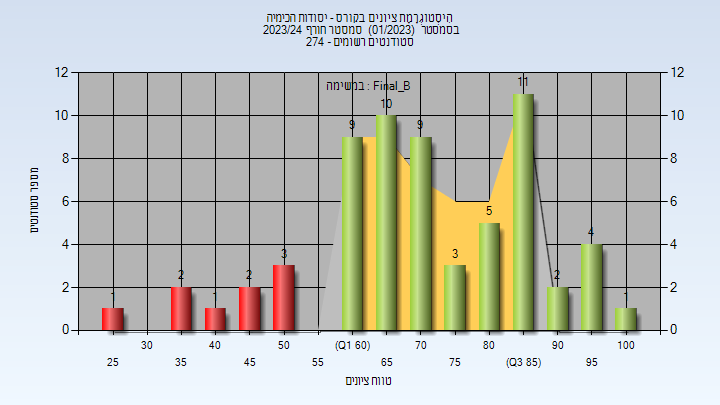 היסטוגרמת ציונים בקורס - יסודות הכימיה
בסמסטר (01/2023) סמסטר חורף 2023/24
סטודנטים רשומים - 274
במשימה : Final_B
מספר סטודנטים
12 10 8 6 4 2 0
12 10 8 6 4 2 0
1 2 1 2 3 9 10 9 3 5 11 2 4 1
30 40 50 (Q1 60) 70 80 90 100
25 35 45 55 65 75 (Q3 85) 95
טווח ציונים